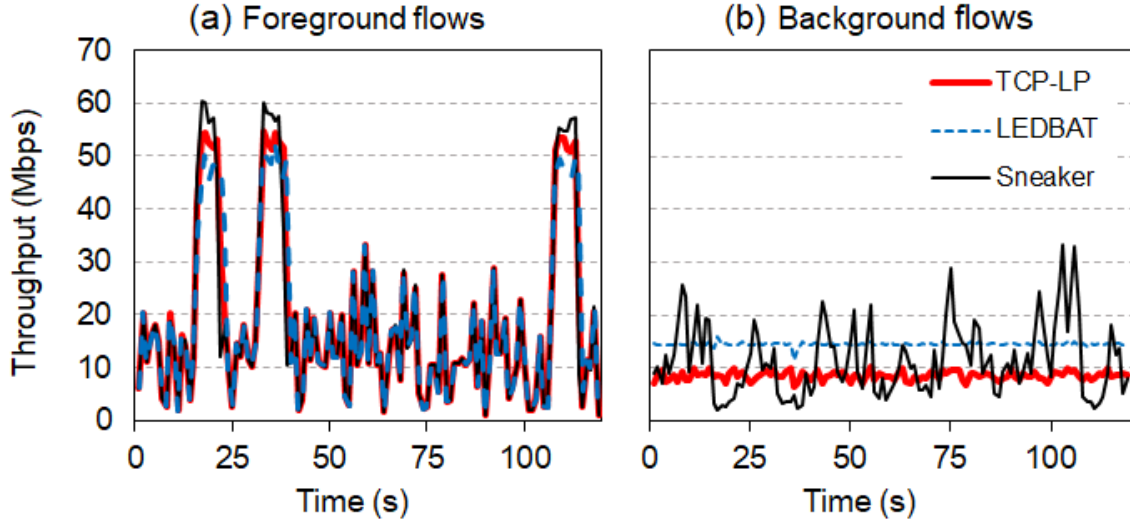 (a) Foreground flows
(b) Background flows
Throughput (Mbps)
70
60
50
40
30
20
10
0
0 25 50 75 100
Time (s)
TCP-LP
LEDBAT
Sneaker
0 25 50 75 100
Time (s)